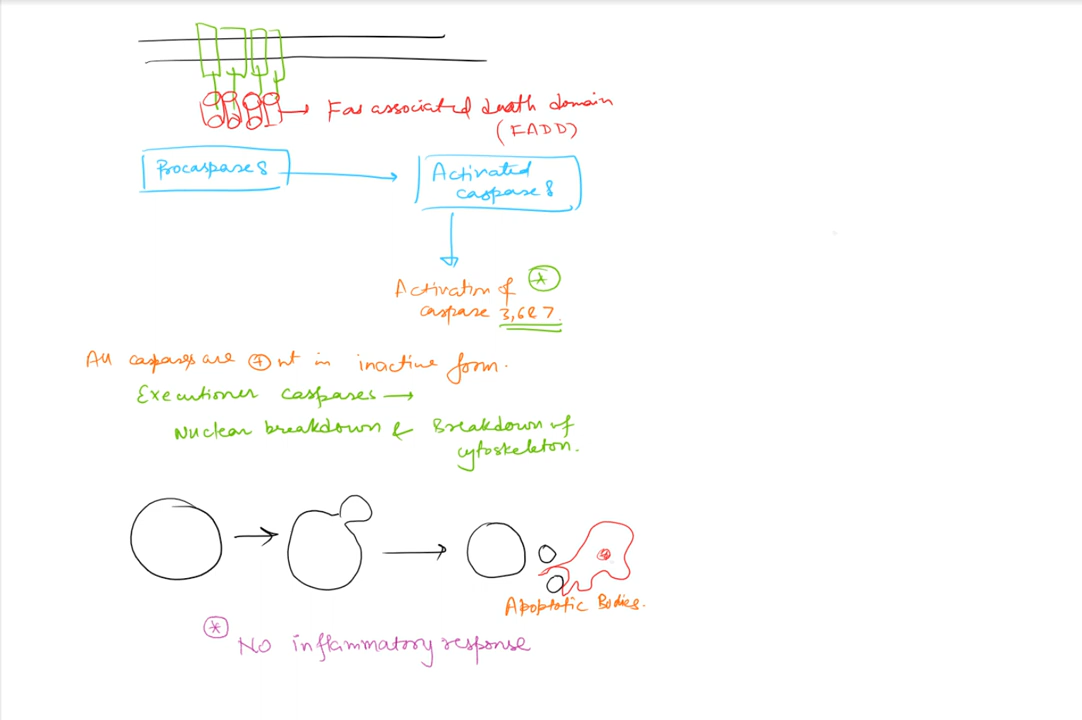 Fas associated death domain
(FADD)
Procaspase 8
Activated
caspase 8
Activation of
caspase 3,6&7.
All caspases are ⊕nt in inactive form.
Executioner caspases →
Nuclear breakdown & Breakdown of
cytoskeleton.
Apoptotic Bodies.
No inflammatory response